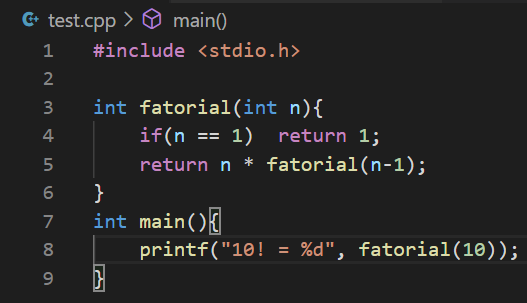 test.cpp > main()
1 #include <stdio.h>
2
3 int fatorial(int n){
4     if(n == 1)  return 1;
5     return n * fatorial(n-1);
6 }
7 int main(){
8     printf("10! = %d", fatorial(10));
9 }